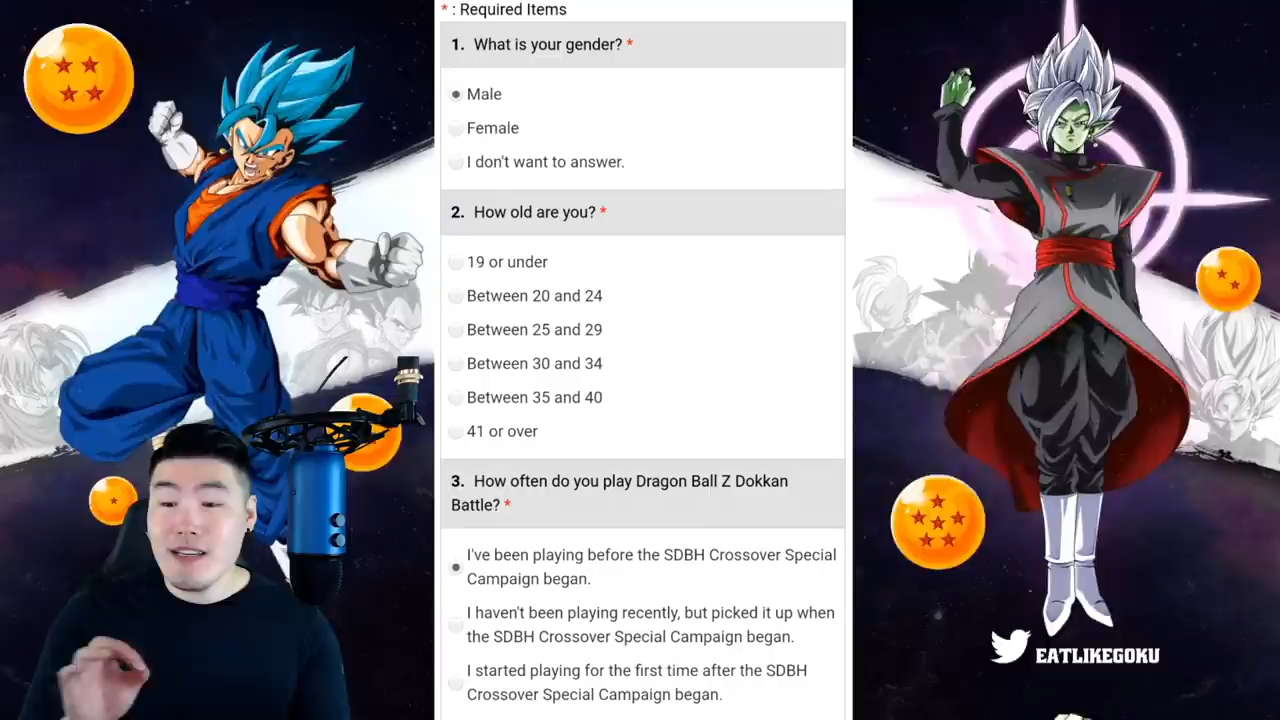 * : Required Items
1. What is your gender? *
Male
Female
I don't want to answer.
2. How old are you? *
19 or under
Between 20 and 24
Between 25 and 29
Between 30 and 34
Between 35 and 40
41 or over
3. How often do you play Dragon Ball Z Dokkan
Battle? *
I've been playing before the SDBH Crossover Special
Campaign began.
I haven't been playing recently, but picked it up when
the SDBH Crossover Special Campaign began.
I started playing for the first time after the SDBH
Crossover Special Campaign began.
EATLIKEGOKU